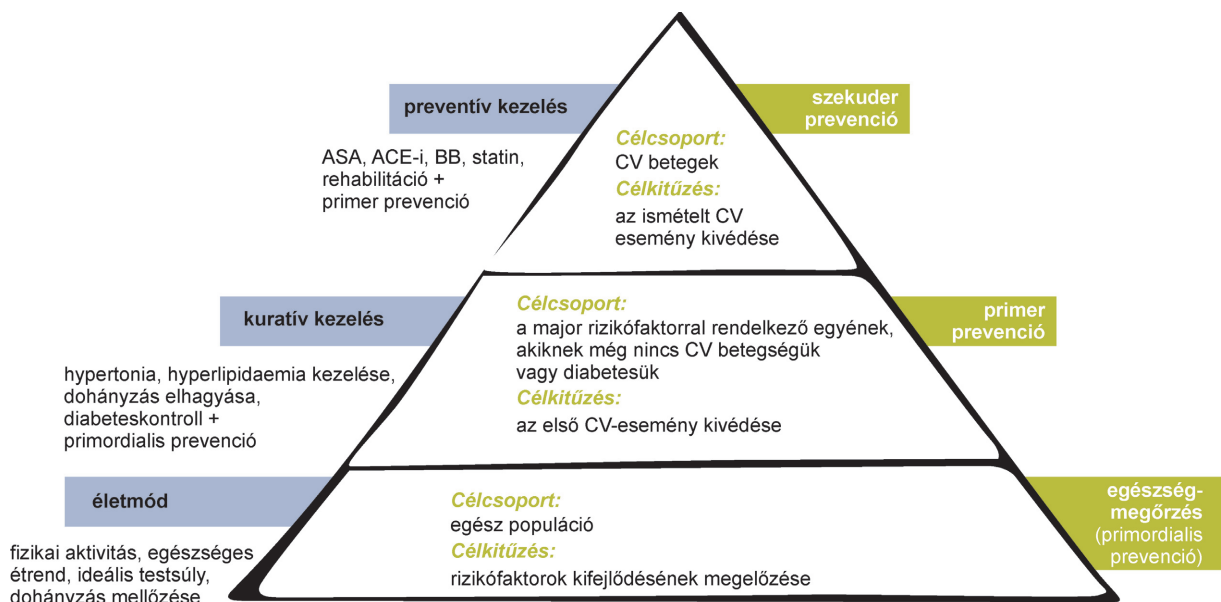 preventív kezelés
ASA, ACE-i, BB, statin,
rehabilitáció +
primer prevenció
Célcsoport:
CV betegek
Célkitűzés:
az ismételt CV
esemény kivédése
szekuder
prevenció
kuratív kezelés
hypertonia, hyperlipidaemia kezelése,
dohányzás elhagyása,
diabeteskontroll +
primordialis prevenció
Célcsoport:
a major rizikófaktorral rendelkező egyének,
akiknek még nincs CV betegségük
vagy diabetesük
Célkitűzés:
az első CV-esemény kivédése
primer
prevenció
életmód
fizikai aktivitás, egészséges
étrend, ideális testsúly,
dohányzás mellőzése
Célcsoport:
egész populáció
Célkitűzés:
rizikófaktorok kifejlődésének megelőzése
egészség-
megőrzés
(primordialis
prevenció)